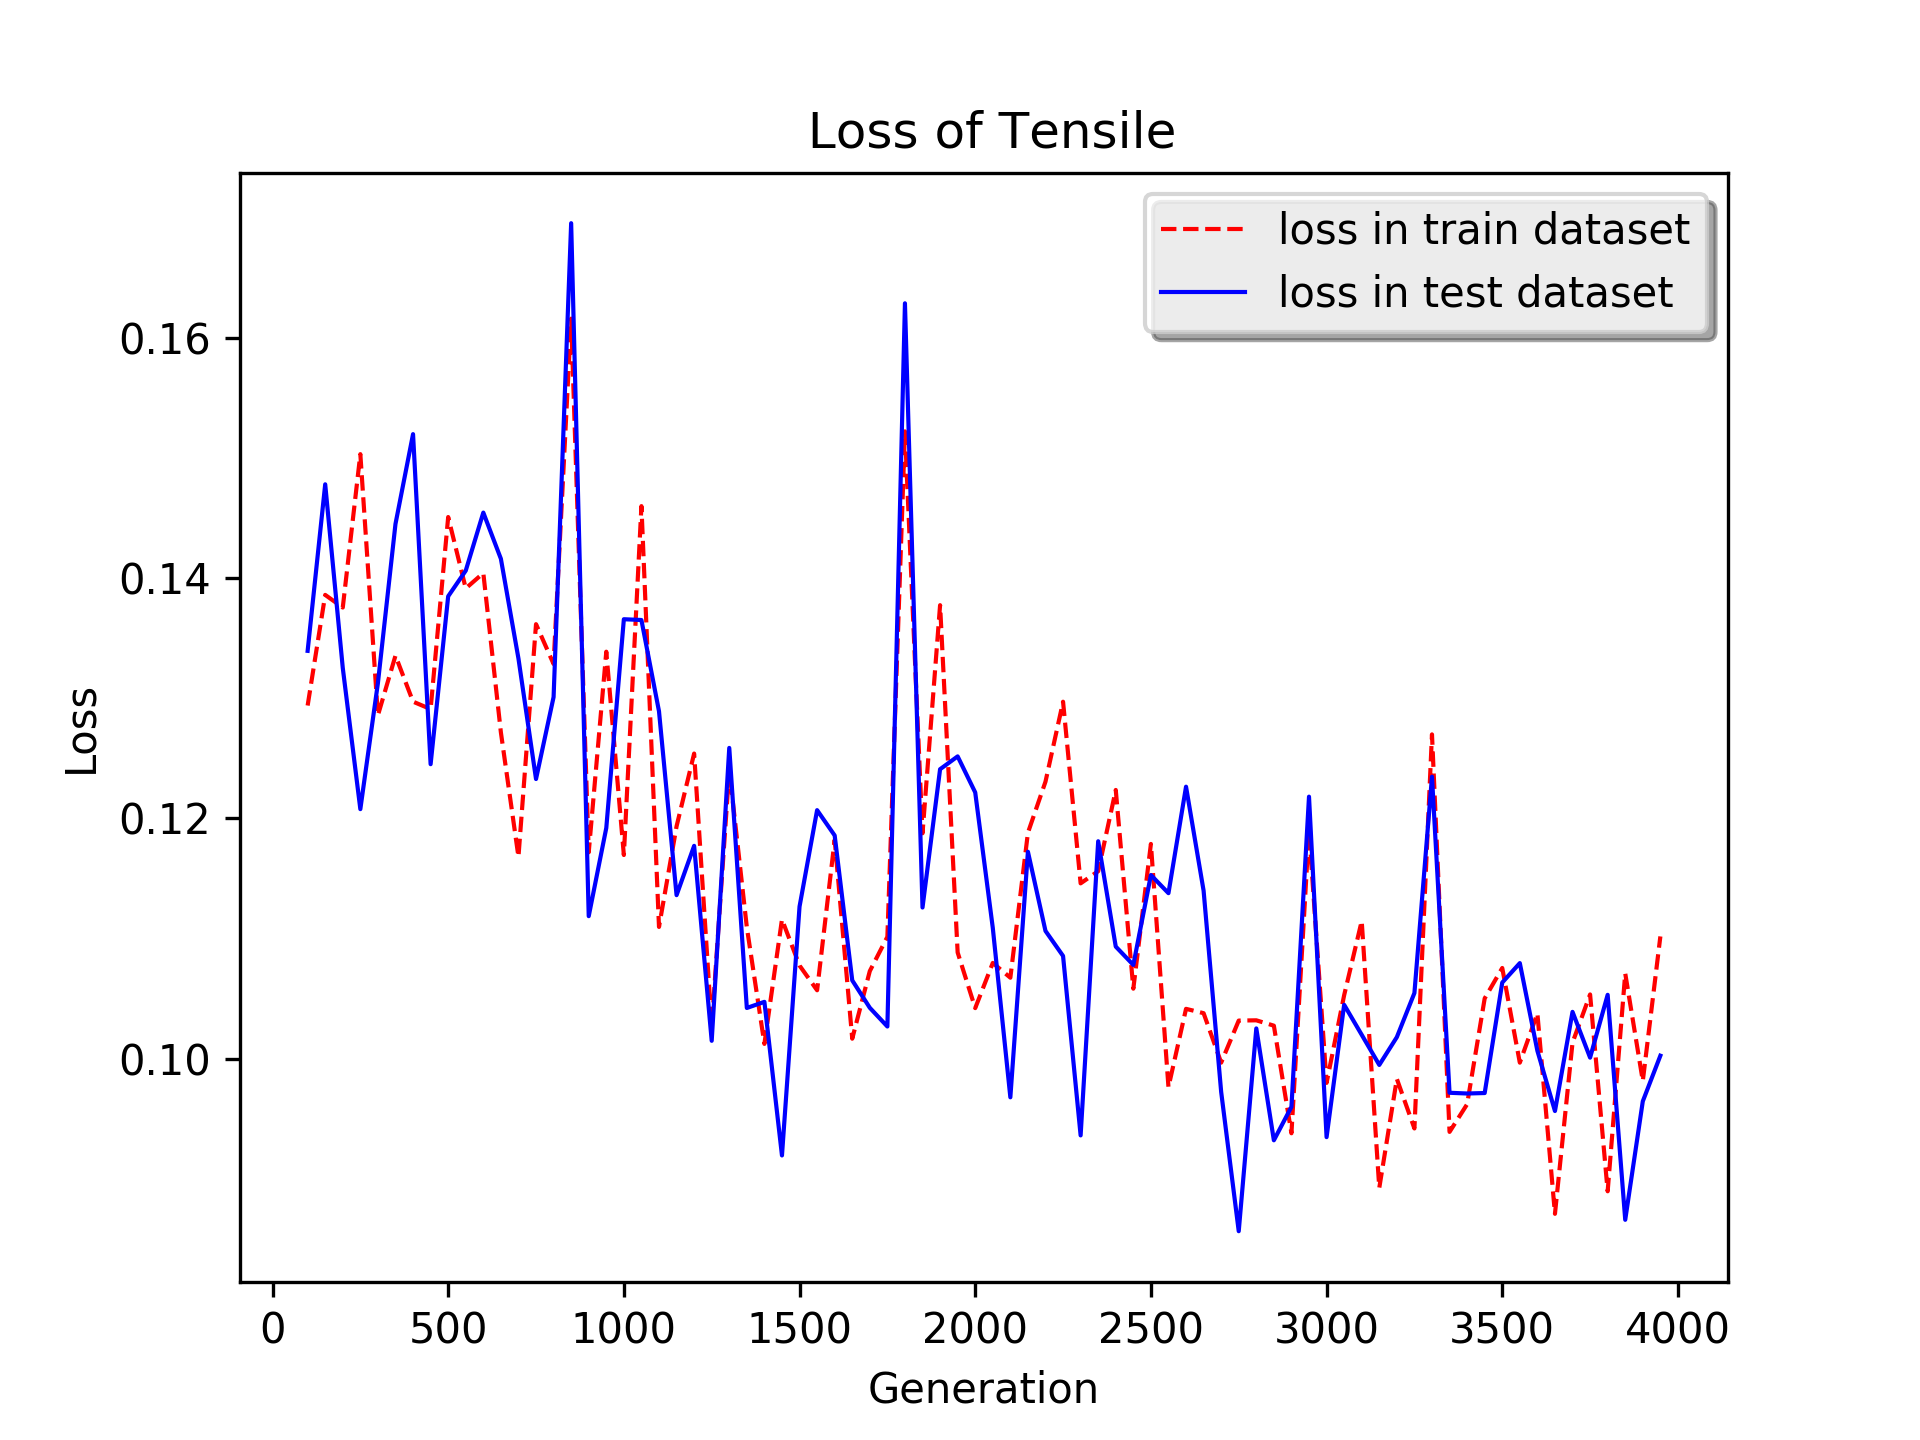 Loss of Tensile
loss in train dataset
loss in test dataset
0.16
0.14
0.12
0.10
Loss
0 500 1000 1500 2000 2500 3000 3500 4000
Generation